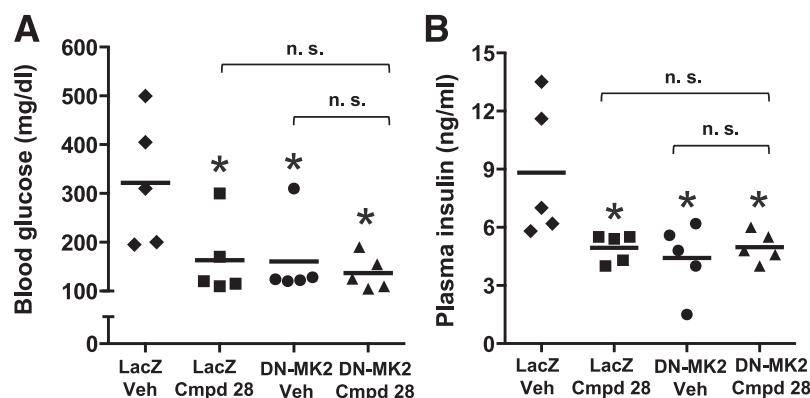 A
Blood glucose (mg/dl)
600
500
400
300
200
100
0
n. s.
n. s.
*
*
*
LacZ
Veh
LacZ
Cmpd 28
DN-MK2
Veh
DN-MK2
Cmpd 28
B
Plasma insulin (ng/ml)
15
12
9
6
3
0
n. s.
n. s.
*
*
*
LacZ
Veh
LacZ
Cmpd 28
DN-MK2
Veh
DN-MK2
Cmpd 28